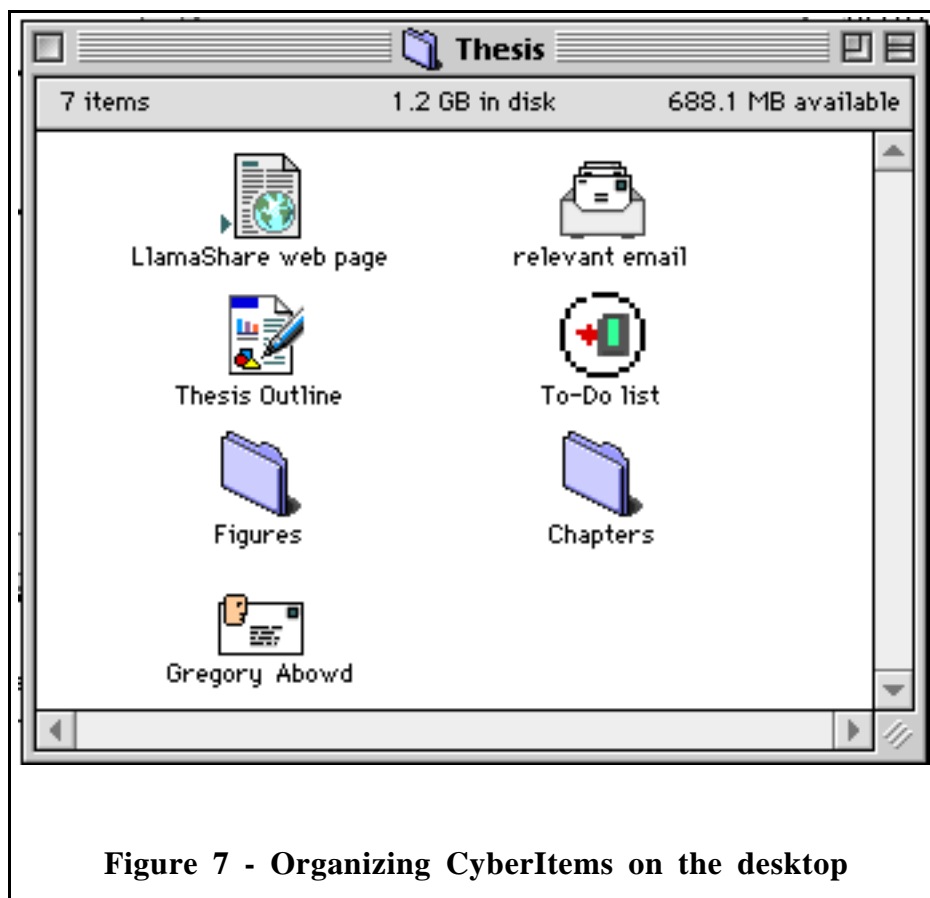 Thesis
7 items 1.2 GB in disk 688.1 MB available
LlamaShare web page relevant email
Thesis Outline To-Do list
Figures Chapters
Gregory Abowd
Figure 7 - Organizing CyberItems on the desktop